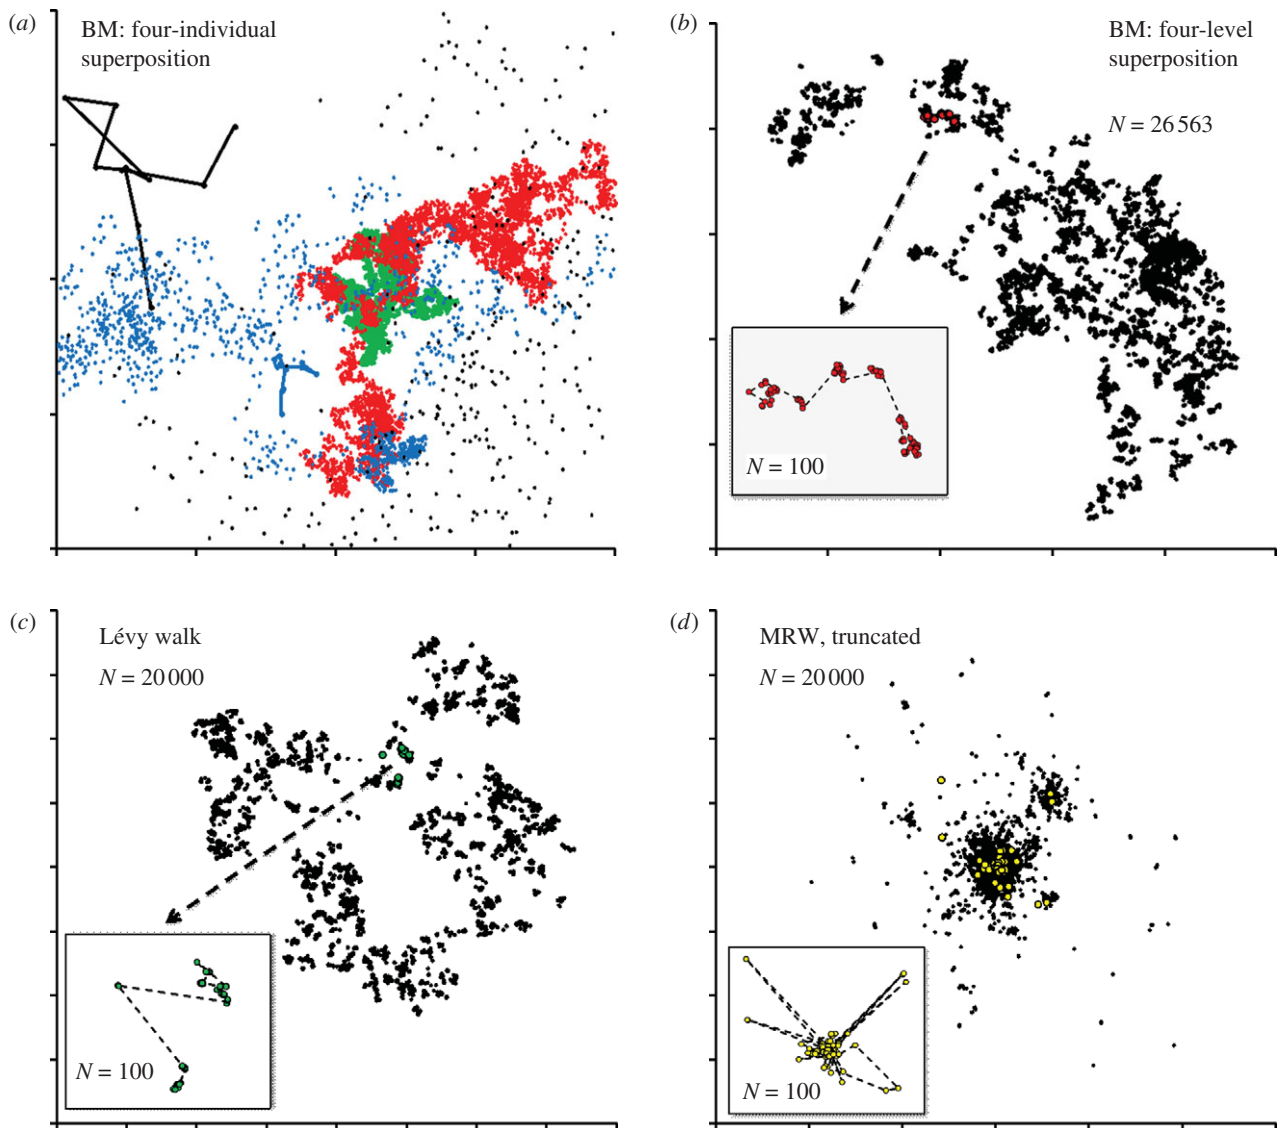 (a)
BM: four-individual
superposition
(b)
BM: four-level
superposition
N = 26 563
N = 100
(c)
Lévy walk
N = 20 000
N = 100
(d)
MRW, truncated
N = 20 000
N = 100